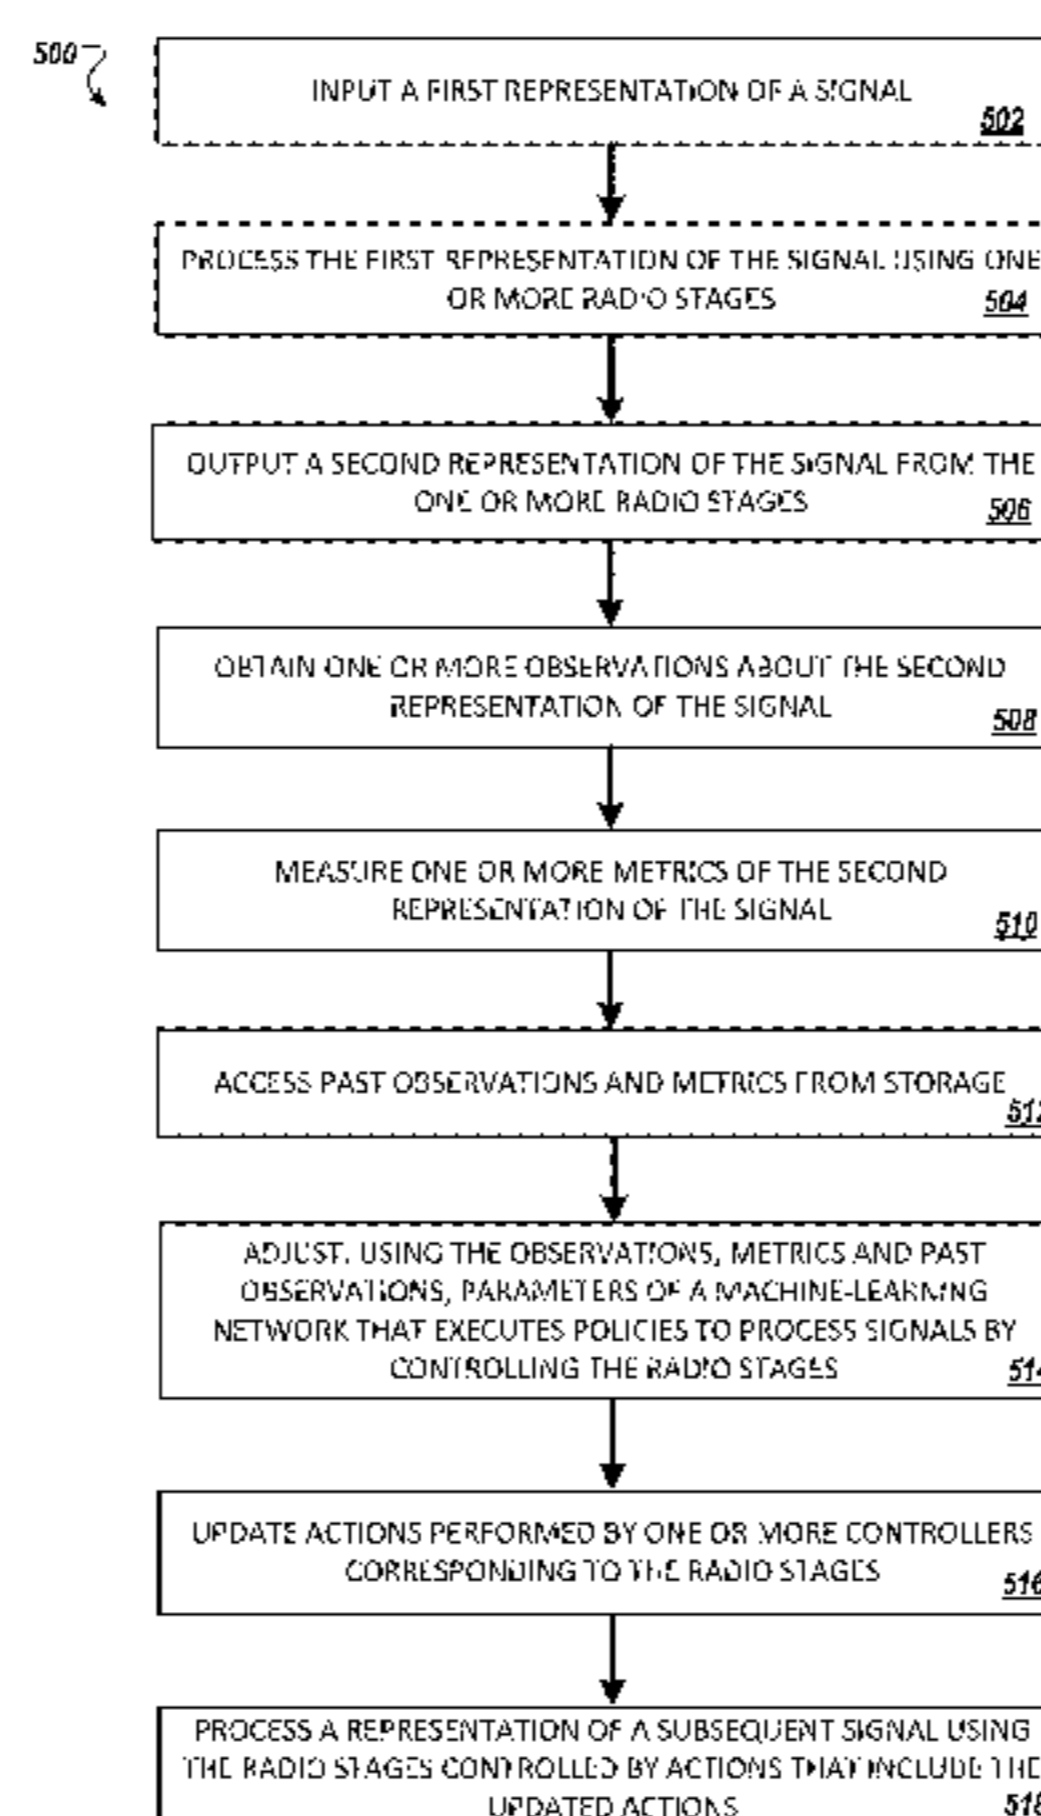 500
INPUT A FIRST REPRESENTATION OF A SIGNAL
502
PROCESS THE FIRST REPRESENTATION OF THE SIGNAL USING ONE
OR MORE RADIO STAGES
504
OUTPUT A SECOND REPRESENTATION OF THE SIGNAL FROM THE
ONE OR MORE RADIO STAGES
506
OBTAIN ONE OR MORE OBSERVATIONS ABOUT THE SECOND
REPRESENTATION OF THE SIGNAL
508
MEASURE ONE OR MORE METRICS OF THE SECOND
REPRESENTATION OF THE SIGNAL
510
ACCESS PAST OBSERVATIONS AND METRICS FROM STORAGE
512
ADJUST, USING THE OBSERVATIONS, METRICS AND PAST
OBSERVATIONS, PARAMETERS OF A MACHINE-LEARNING
NETWORK THAT EXECUTES POLICIES TO PROCESS SIGNALS BY
CONTROLLING THE RADIO STAGES
514
UPDATE ACTIONS PERFORMED BY ONE OR MORE CONTROLLERS
CORRESPONDING TO THE RADIO STAGES
516
PROCESS A REPRESENTATION OF A SUBSEQUENT SIGNAL USING
THE RADIO STAGES CONTROLLED BY ACTIONS THAT INCLUDE THE
UPDATED ACTIONS
518